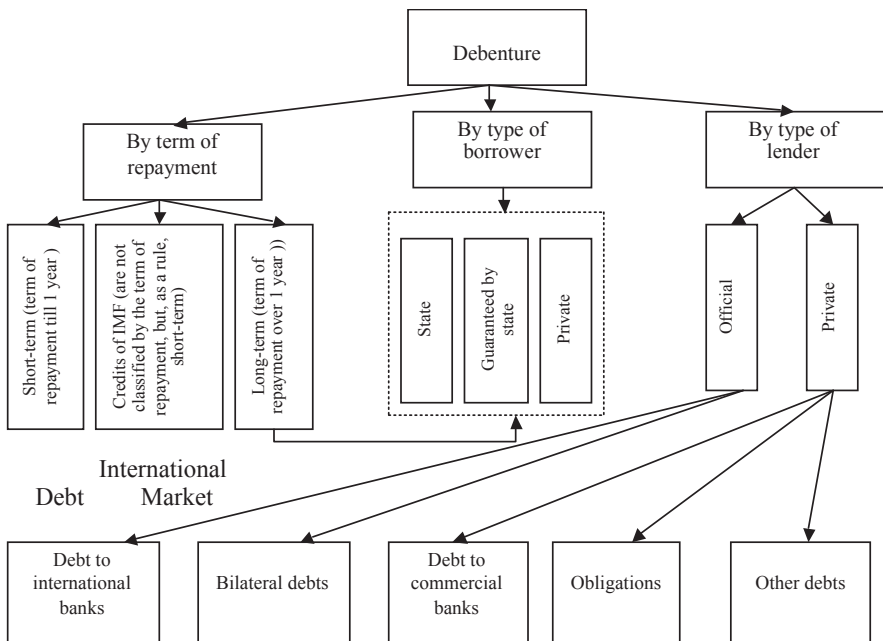 Debenture
By term of
repayment
By type of
borrower
By type of
lender
Short-term (term of
repayment till 1 year )
Credits of IMF (are not
classified by the term of
repayment, but, as a rule,
short-term)
Long-term (term of
repayment over 1 year ))
State
Guaranteed by
state
Private
Official
Private
International
Debt Market
Debt to
international
banks
Bilateral debts
Debt to
commercial
banks
Obligations
Other debts